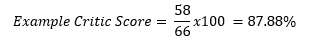 Example Critic Score = 58/66 x100 = 87.88%